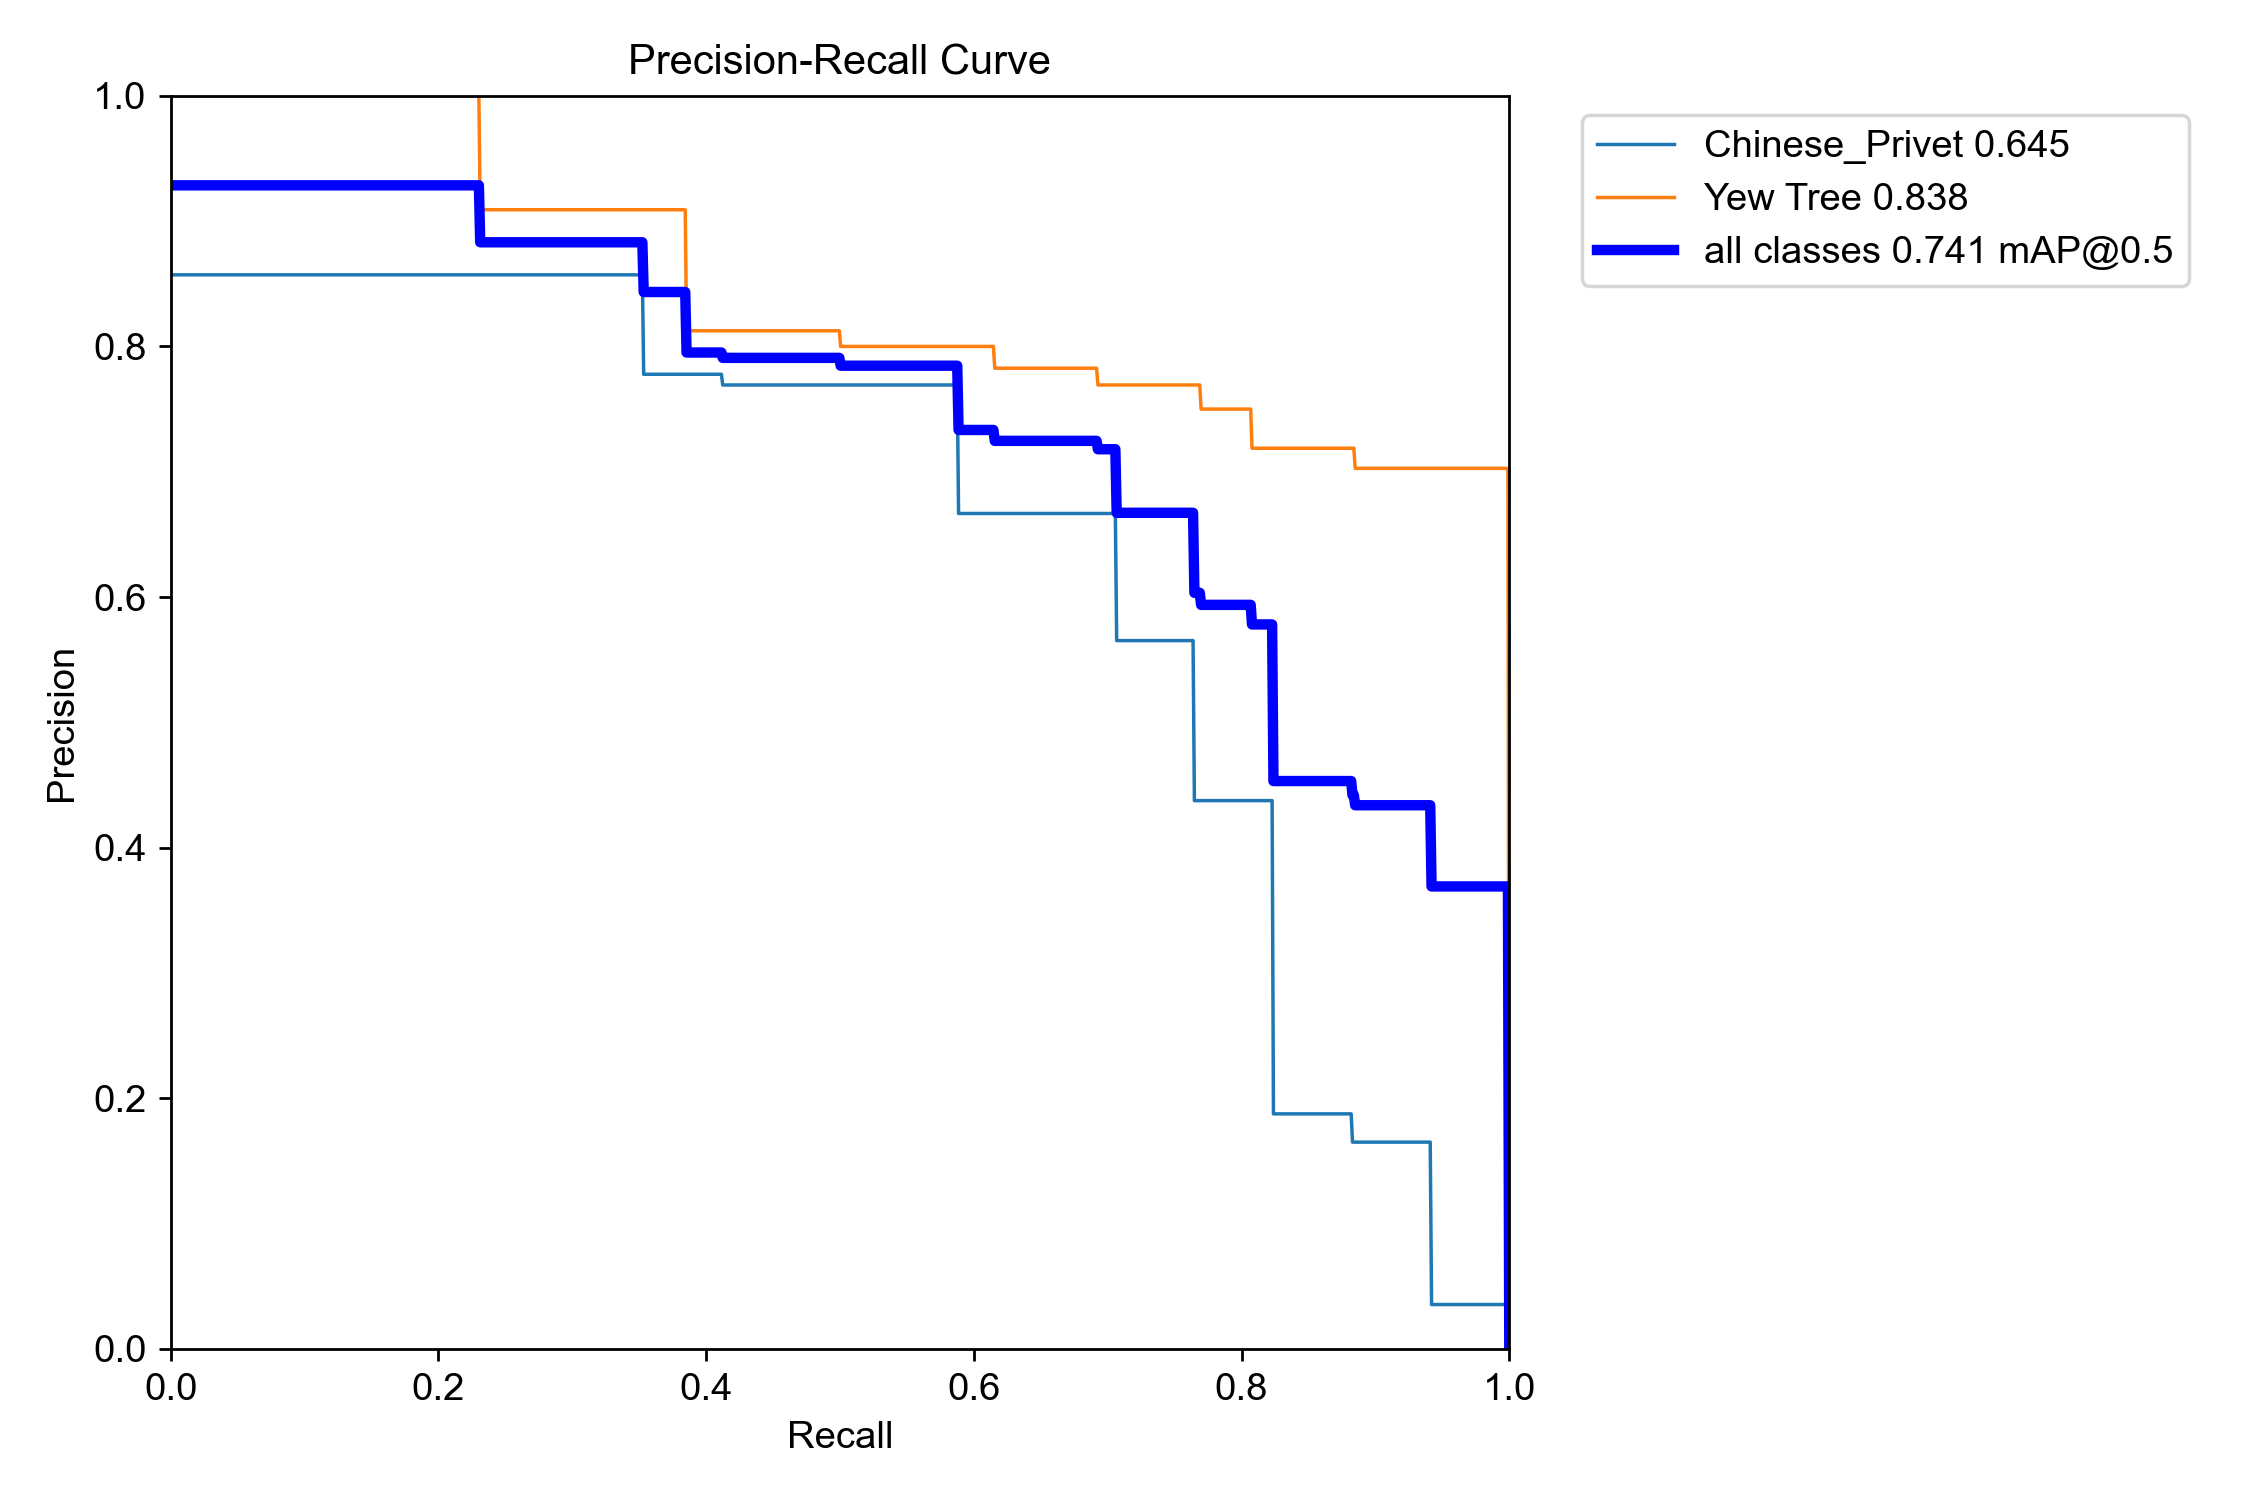 Precision-Recall Curve
1.0
0.8
0.6
0.4
0.2
0.0
Precision
0.0 0.2 0.4 0.6 0.8 1.0
Recall
Chinese_Privet 0.645
Yew Tree 0.838
all classes 0.741 mAP@0.5